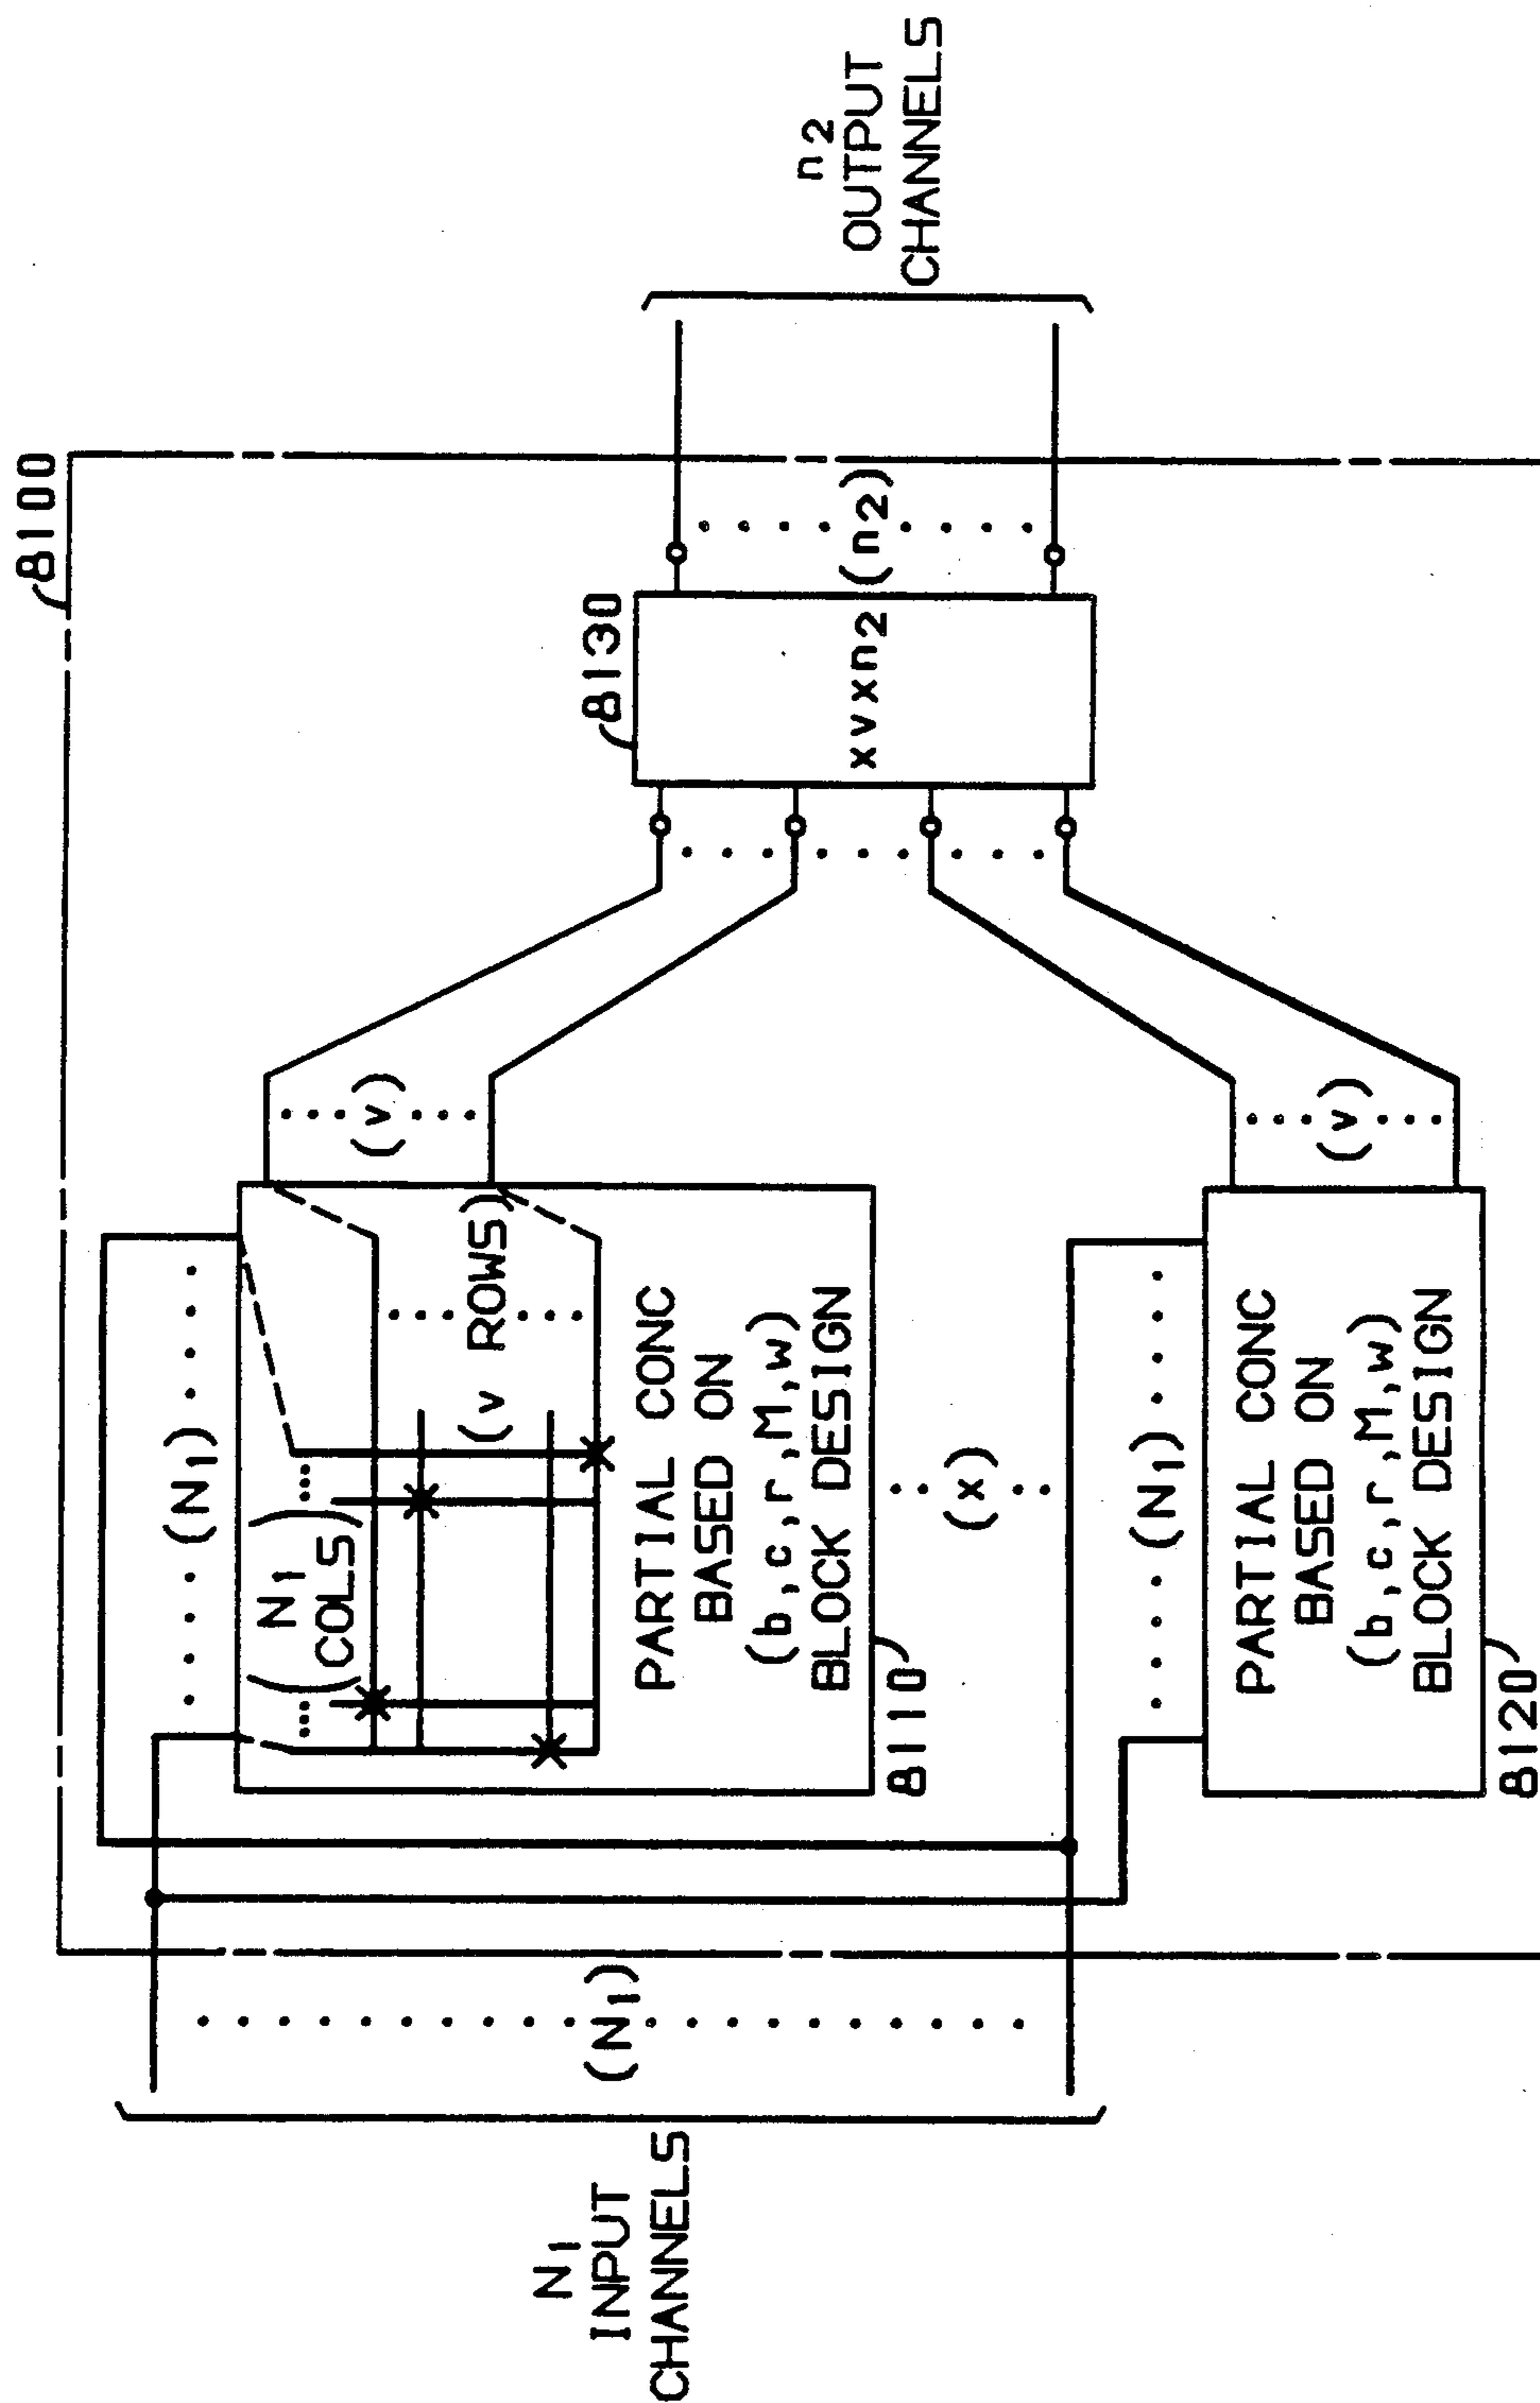 8100
N1
INPUT
CHANNELS
(N1)
(N1)
N1
COLS
(v ROWS)
PARTIAL CONC
BASED ON
(b,c,r,M,w)
BLOCK DESIGN
8110
(v)
(x)
(N1)
PARTIAL CONC
BASED ON
(b,c,r,M,w)
BLOCK DESIGN
8120
(v)
8130
xvxn2
(n2)
n2
OUTPUT
CHANNELS